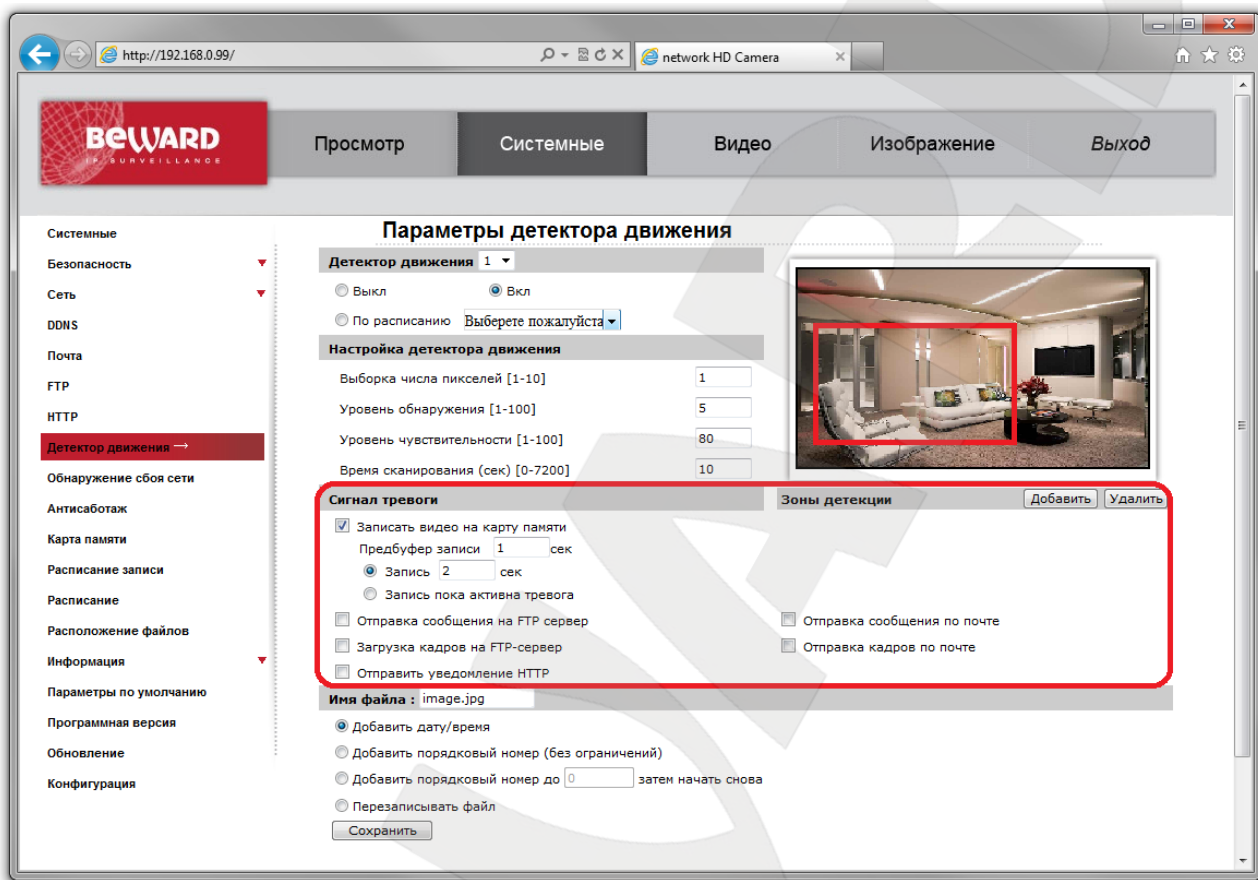 http://192.168.0.99/
network HD Camera
BEWARD
IP SURVEILLANCE
Просмотр
Системные
Видео
Изображение
Выход
Системные
Безопасность
Сеть
DDNS
Почта
FTP
HTTP
Детектор движения →
Обнаружение сбоя сети
Антисаботаж
Карта памяти
Расписание записи
Расписание
Расположение файлов
Информация
Параметры по умолчанию
Программная версия
Обновление
Конфигурация
Параметры детектора движения
Детектор движения 1
Выкл Вкл
По расписанию Выберете пожалуйста
Настройка детектора движения
Выборка числа пикселей [1-10] 1
Уровень обнаружения [1-100] 5
Уровень чувствительности [1-100] 80
Время сканирования (сек) [0-7200] 10
Сигнал тревоги Зоны детекции Добавить Удалить
Записать видео на карту памяти
Предбуфер записи 1 сек
Запись 2 сек
Запись пока активна тревога
Отправка сообщения на FTP сервер Отправка сообщения по почте
Загрузка кадров на FTP-сервер Отправка кадров по почте
Отправить уведомление HTTP
Имя файла : image.jpg
Добавить дату/время
Добавить порядковый номер (без ограничений)
Добавить порядковый номер до 0 затем начать снова
Перезаписывать файл
Сохранить